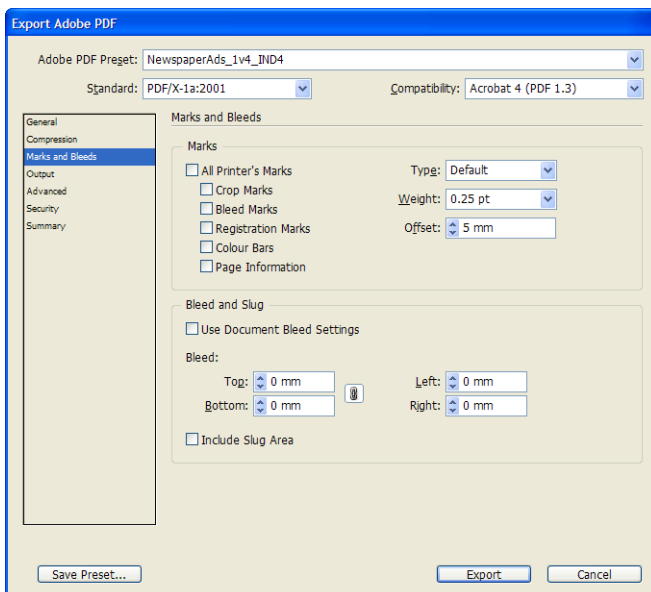 Export Adobe PDF
Adobe PDF Preset: NewspaperAds_1v4_IND4
Standard: PDF/X-1a:2001 Compatibility: Acrobat 4 (PDF 1.3)
General
Compression
Marks and Bleeds
Output
Advanced
Security
Summary
Marks and Bleeds
Marks
All Printer's Marks
Crop Marks
Bleed Marks
Registration Marks
Colour Bars
Page Information
Type: Default
Weight: 0.25 pt
Offset: 5 mm
Bleed and Slug
Use Document Bleed Settings
Bleed:
Top: 0 mm Left: 0 mm
Bottom: 0 mm Right: 0 mm
Include Slug Area
Save Preset... Export Cancel